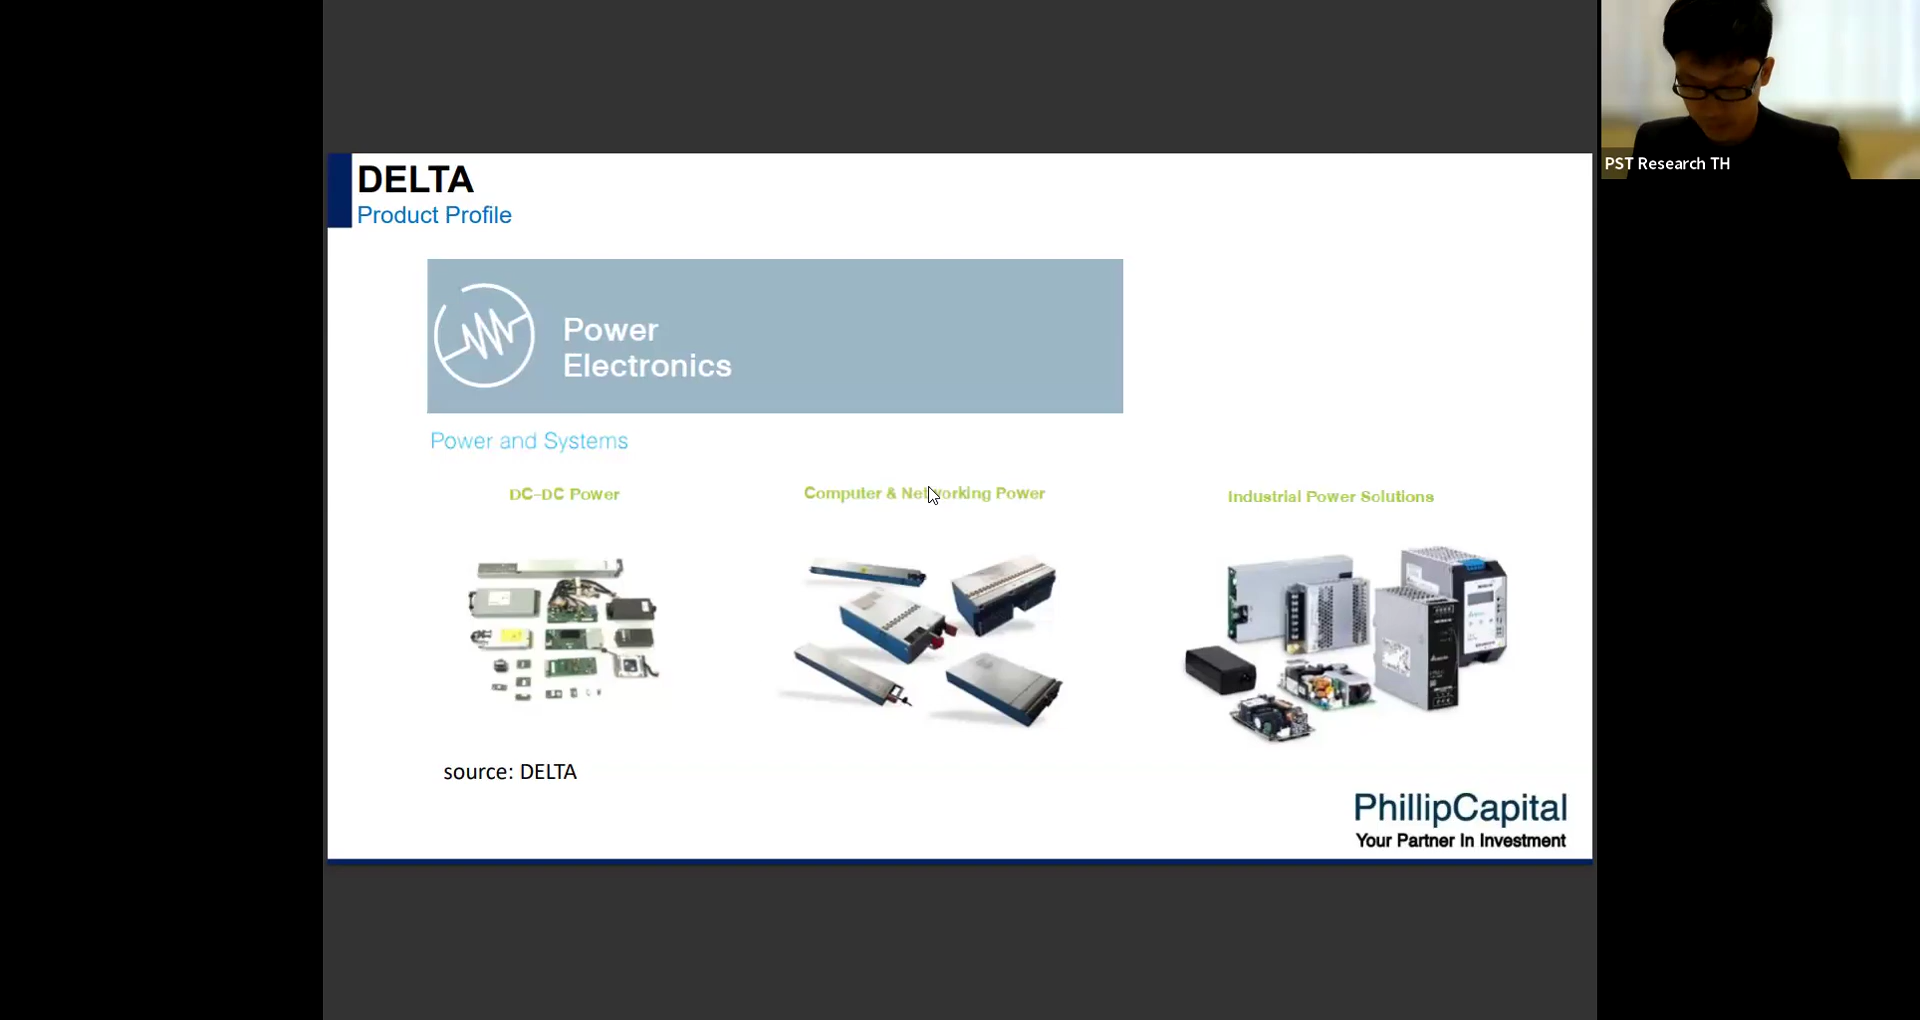 DELTA
Product Profile
Power
Electronics
Power and Systems
DC-DC Power
Computer & Networking Power
Industrial Power Solutions
source: DELTA
PhillipCapital
Your Partner In Investment
PST Research TH